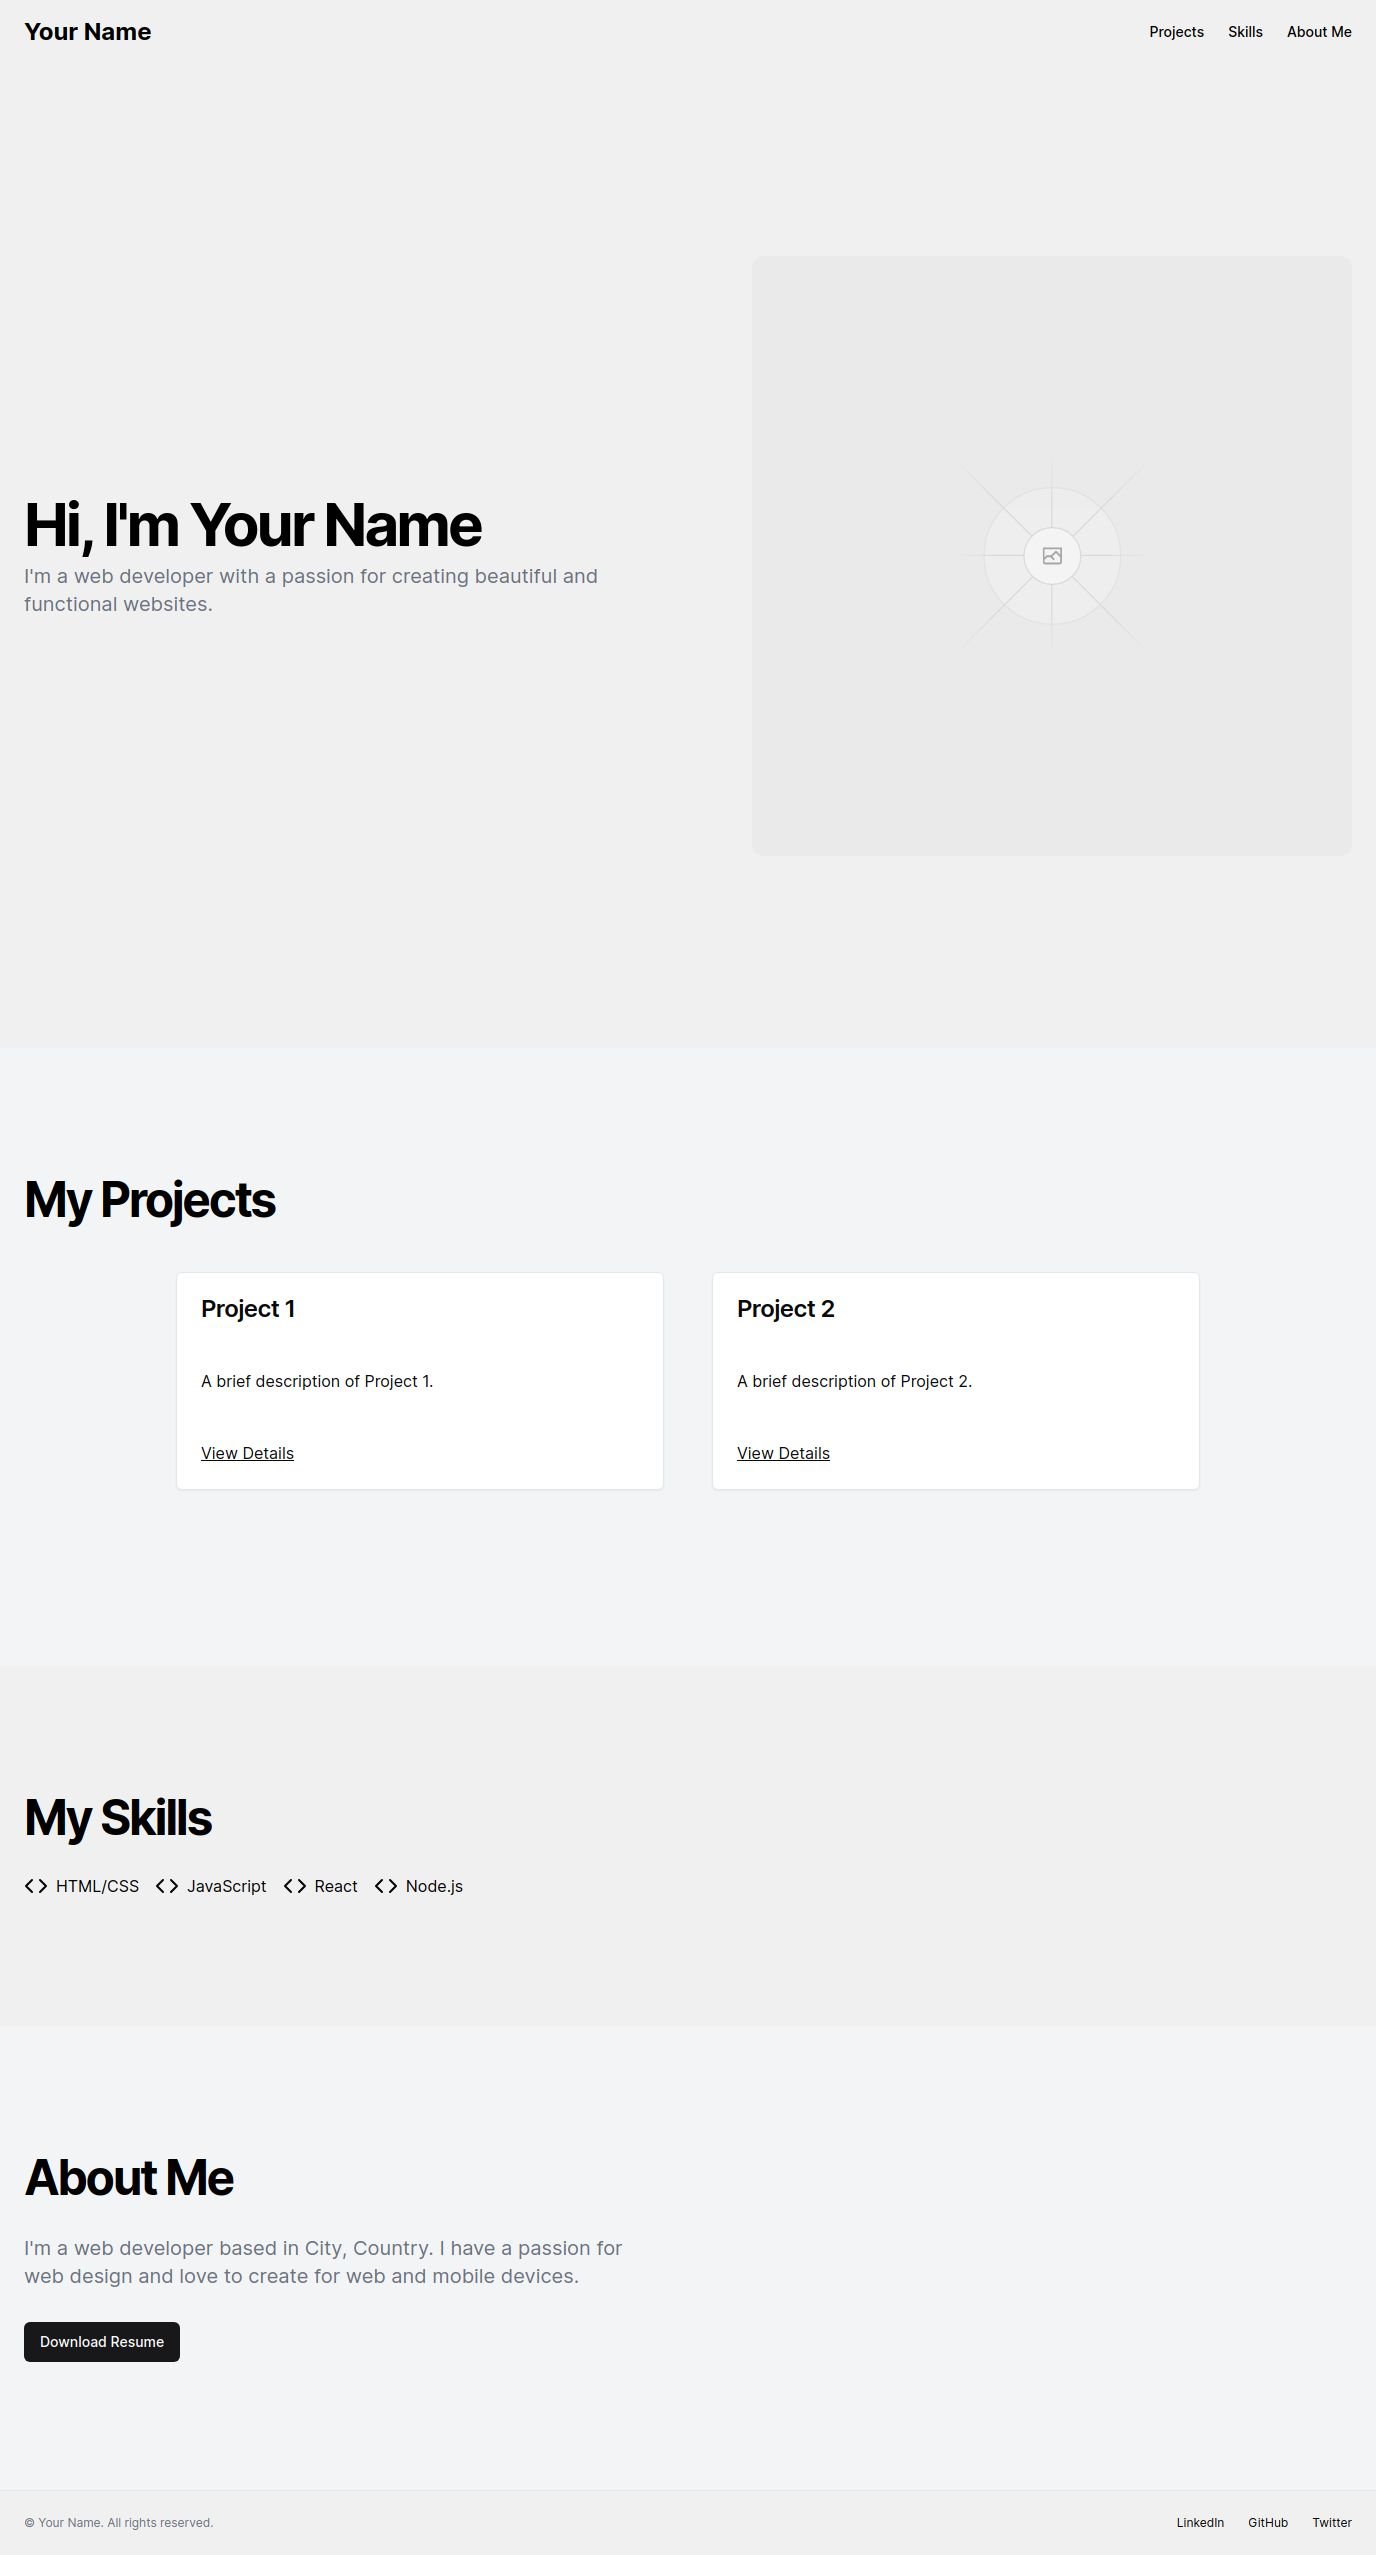 Your Name
Projects Skills About Me
Hi, I'm Your Name
I'm a web developer with a passion for creating beautiful and
functional websites.
My Projects
Project 1
A brief description of Project 1.
View Details
Project 2
A brief description of Project 2.
View Details
My Skills
HTML/CSS JavaScript React Node.js
About Me
I'm a web developer based in City, Country. I have a passion for
web design and love to create for web and mobile devices.
Download Resume
© Your Name. All rights reserved.
LinkedIn GitHub Twitter